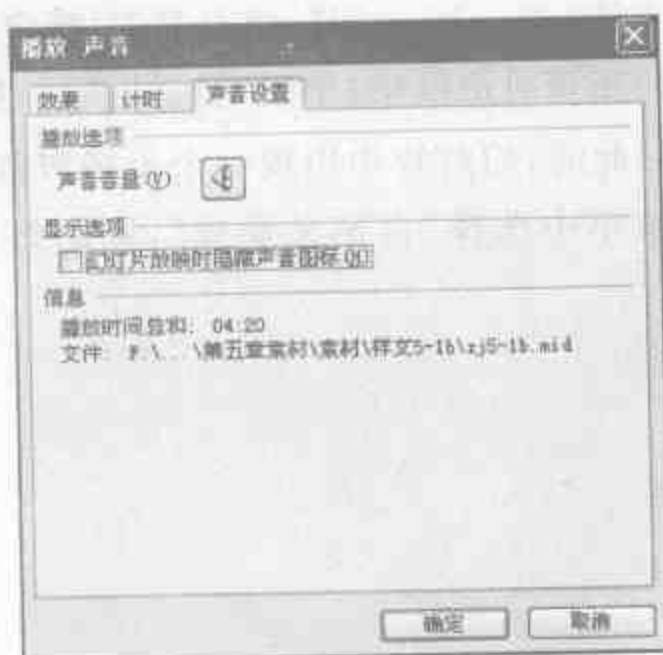 播放 声音
效果 计时 声音设置
播放选项
声音音量(V):
显示选项
幻灯片放映时隐藏声音图标(H)
信息
播放时间总和: 04:20
文件: F:\...\第五章素材\素材\样文5-1b\zj5-1b.mid
确定 取消